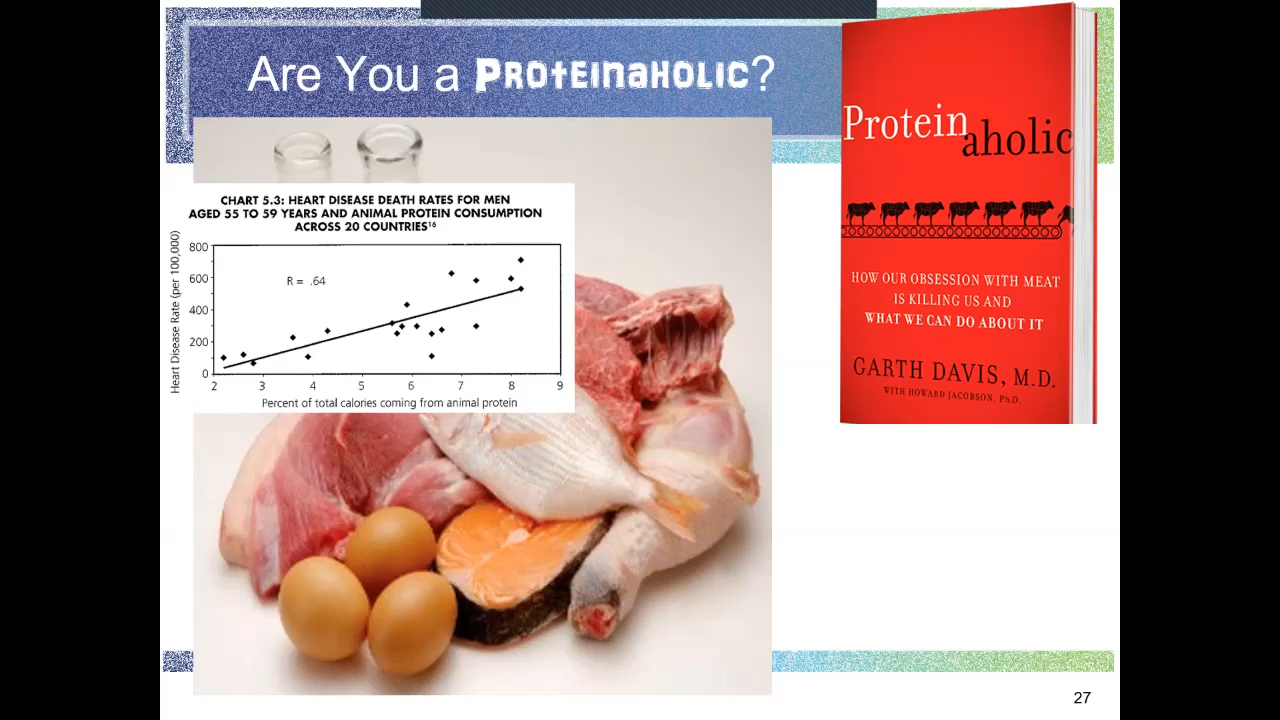 Are You a Proteinaholic?
Protein
aholic
HOW OUR OBSESSION WITH MEAT
IS KILLING US AND
WHAT WE CAN DO ABOUT IT
GARTH DAVIS, M.D.
WITH HOWARD JACOBSON, Ph.D.
CHART 5.3: HEART DISEASE DEATH RATES FOR MEN
AGED 55 TO 59 YEARS AND ANIMAL PROTEIN CONSUMPTION
ACROSS 20 COUNTRIES¹⁶
Heart Disease Rate (per 100,000)
800
600
400
200
0
R = .64
2 3 4 5 6 7 8 9
Percent of total calories coming from animal protein
27